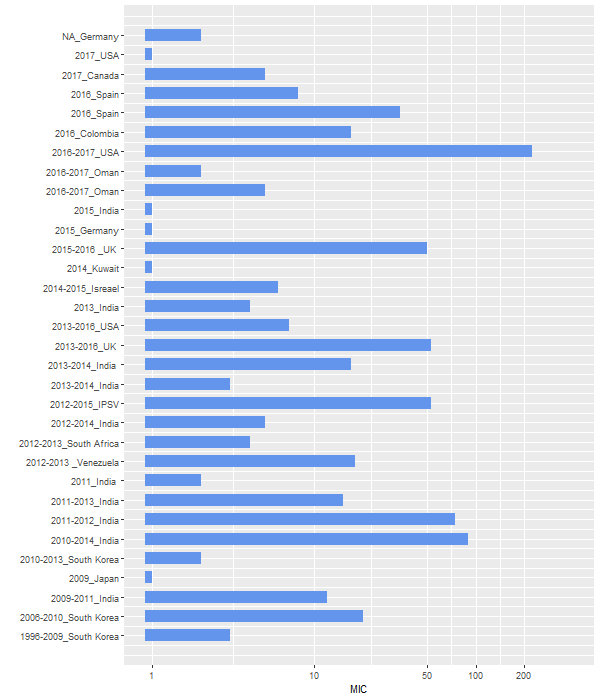 NA_Germany
2017_USA
2017_Canada
2016_Spain
2016_Spain
2016_Colombia
2016-2017_USA
2016-2017_Oman
2016-2017_Oman
2015_India
2015_Germany
2015-2016 _UK
2014_Kuwait
2014-2015_Isreael
2013_India
2013-2016_USA
2013-2016_UK
2013-2014_India
2013-2014_India
2012-2015_IPSV
2012-2014_India
2012-2013_South Africa
2012-2013 _Venezuela
2011_India
2011-2013_India
2011-2012_India
2010-2014_India
2010-2013_South Korea
2009_Japan
2009-2011_India
2006-2010_South Korea
1996-2009_South Korea
1 10 50 100 200
MIC